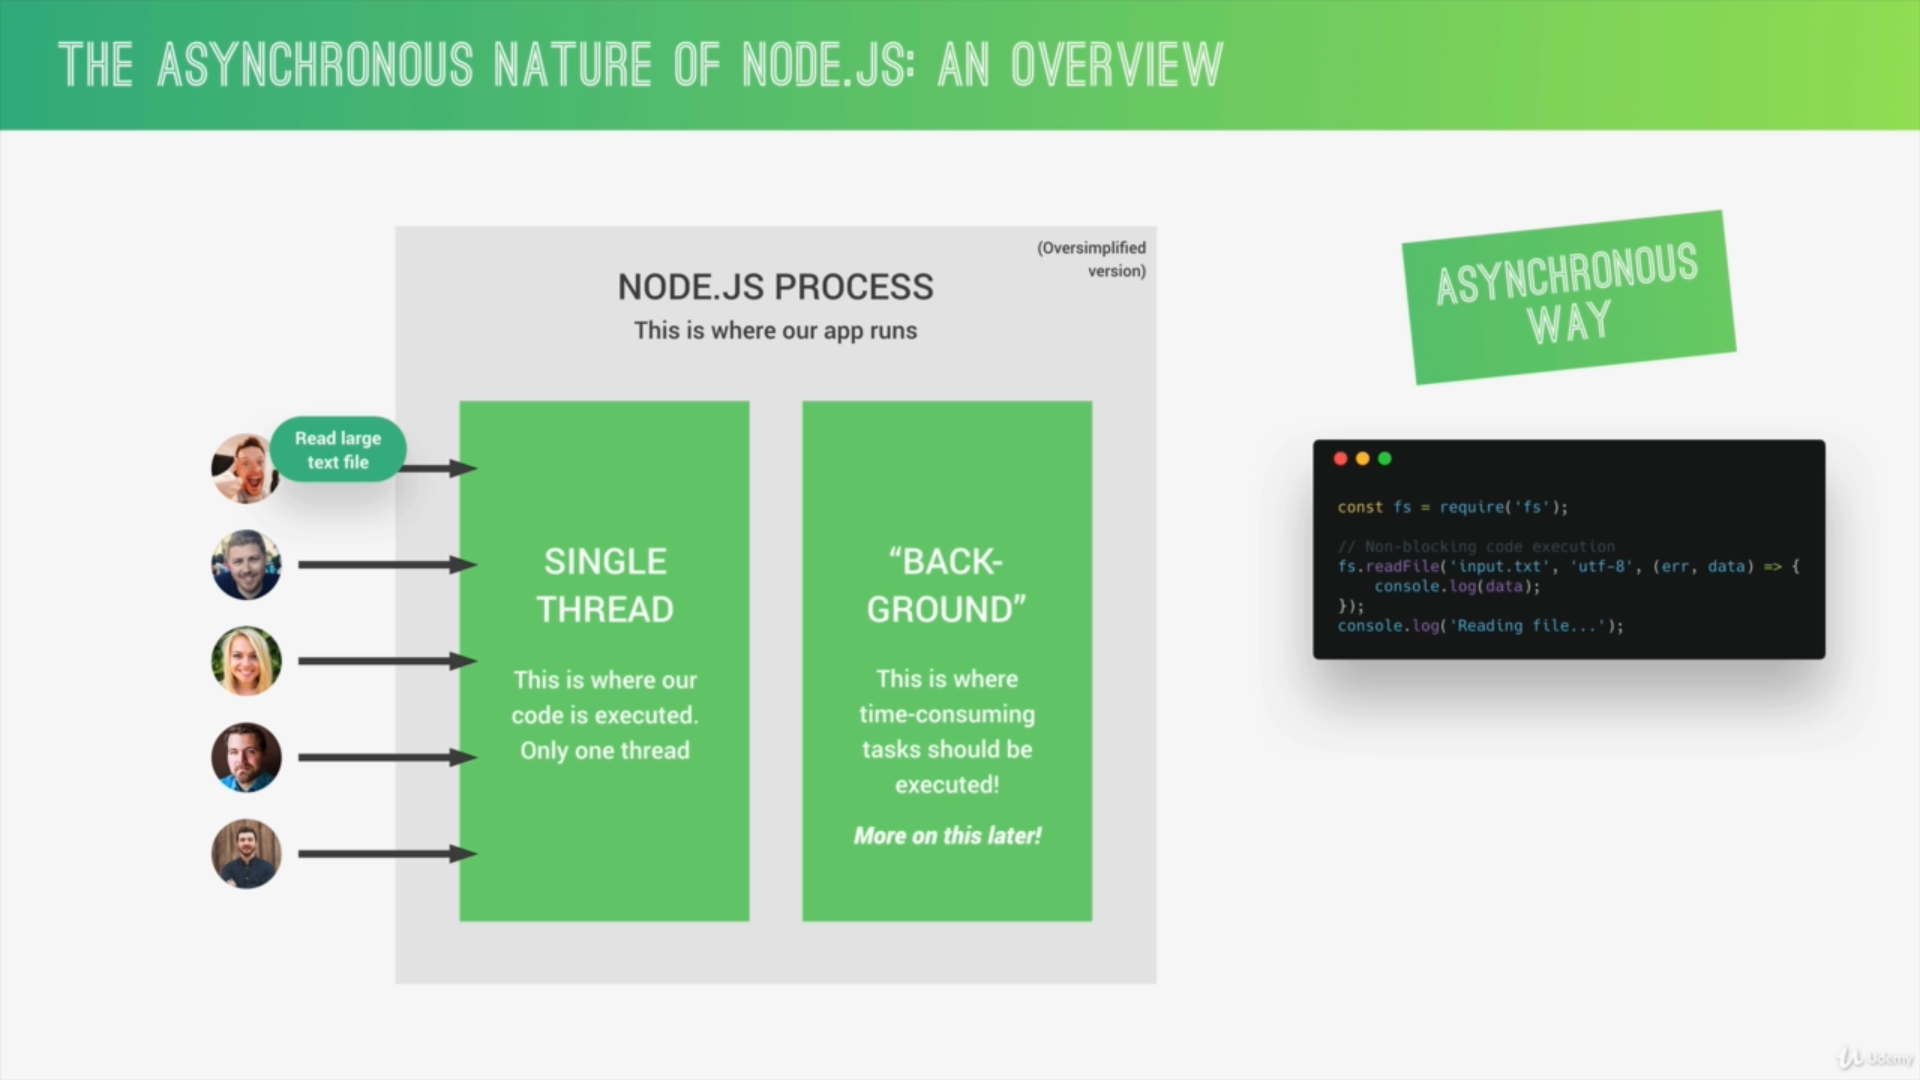 THE ASYNCHRONOUS NATURE OF NODE.JS: AN OVERVIEW
(Oversimplified
version)
NODE.JS PROCESS
This is where our app runs
Read large
text file
SINGLE
THREAD
This is where our
code is executed.
Only one thread
“BACK-
GROUND”
This is where
time-consuming
tasks should be
executed!
More on this later!
ASYNCHRONOUS
WAY
const fs = require('fs');
// Non-blocking code execution
fs.readFile('input.txt', 'utf-8', (err, data) => {
    console.log(data);
});
console.log('Reading file...');
Udemy